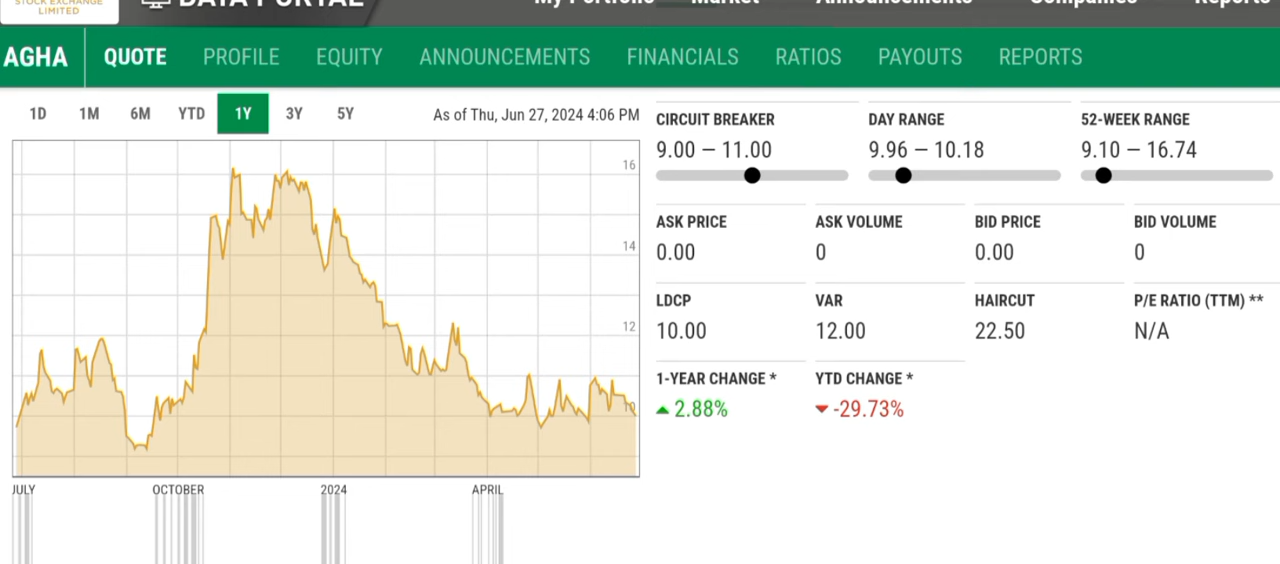 STOCK EXCHANGE
LIMITED
DATA PORTAL
My Portfolio Market Announcements Companies Reports
AGHA QUOTE PROFILE EQUITY ANNOUNCEMENTS FINANCIALS RATIOS PAYOUTS REPORTS
1D 1M 6M YTD 1Y 3Y 5Y
As of Thu, Jun 27, 2024 4:06 PM
16
14
12
10
JULY OCTOBER 2024 APRIL
CIRCUIT BREAKER DAY RANGE 52-WEEK RANGE
9.00 — 11.00 9.96 — 10.18 9.10 — 16.74
ASK PRICE ASK VOLUME BID PRICE BID VOLUME
0.00 0 0.00 0
LDCP VAR HAIRCUT P/E RATIO (TTM) **
10.00 12.00 22.50 N/A
1-YEAR CHANGE * YTD CHANGE *
2.88% -29.73%